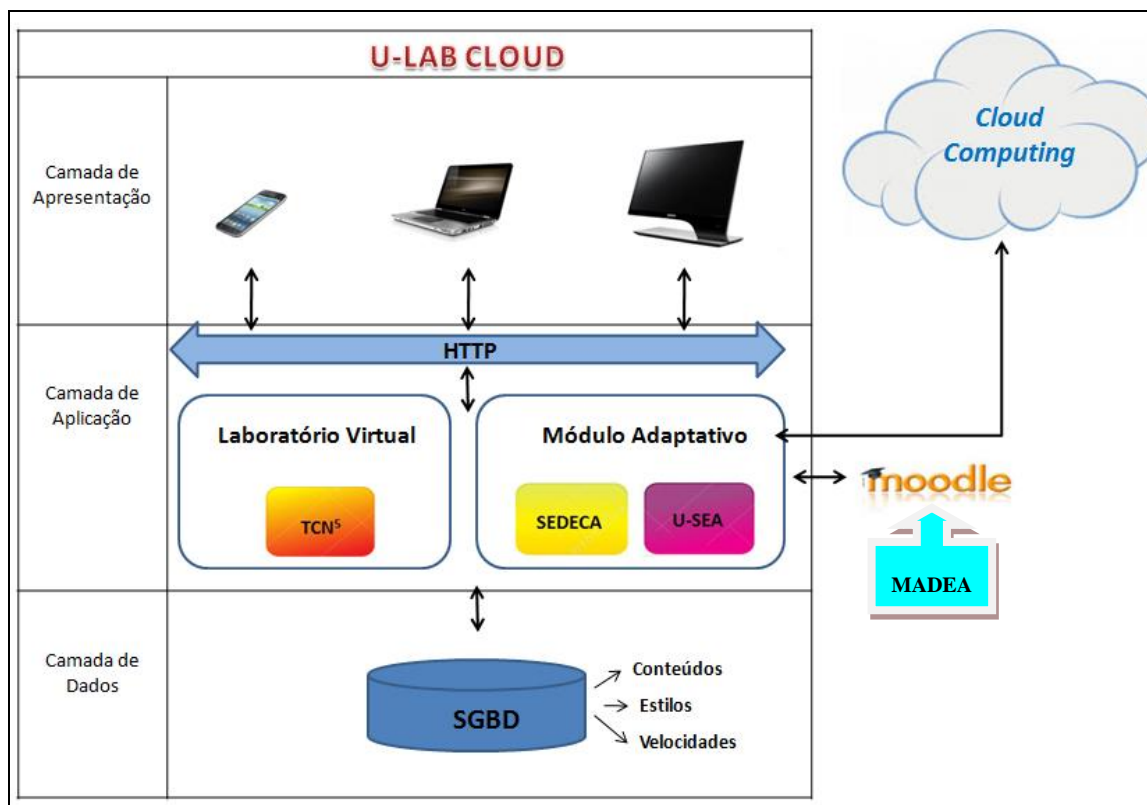 U-LAB CLOUD
Cloud
Computing
Camada de
Apresentação
HTTP
Camada de
Aplicação
Laboratório Virtual
Módulo Adaptativo
TCN⁵
SEDECA
U-SEA
moodle
MADEA
Camada de
Dados
SGBD
Conteúdos
Estilos
Velocidades